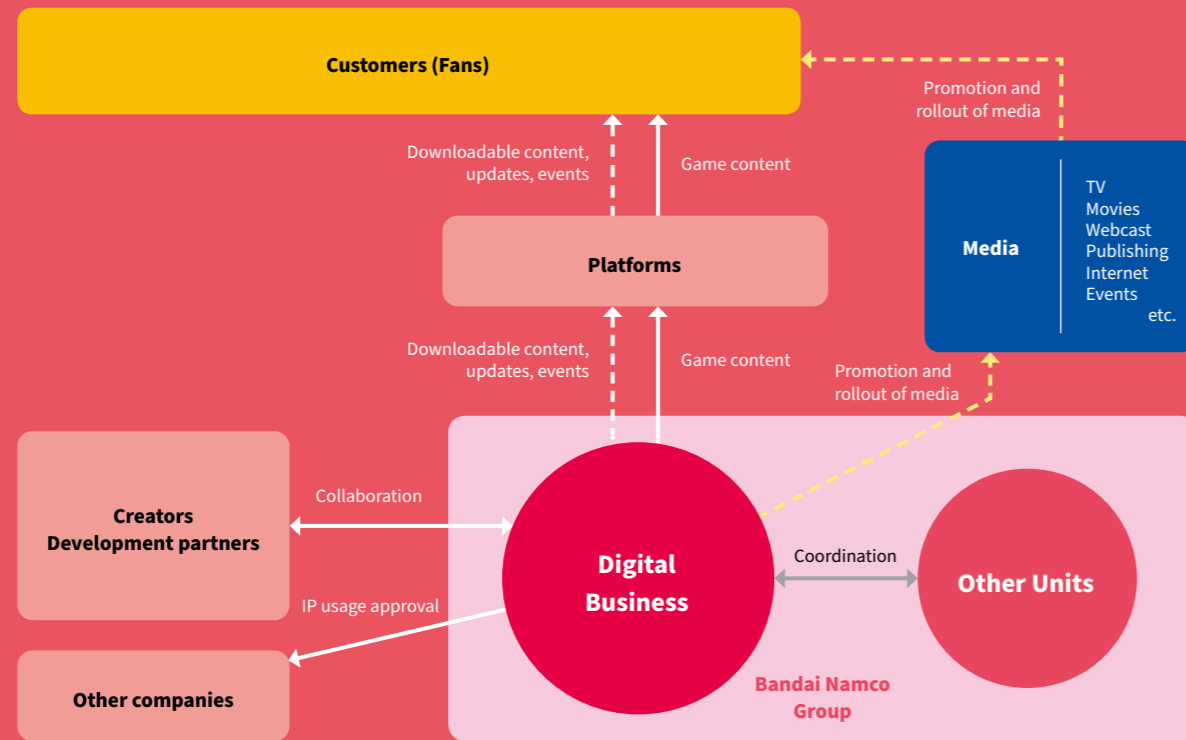 Customers (Fans)
Promotion and
rollout of media
Downloadable content,
updates, events
Game content
Media
TV
Movies
Webcast
Publishing
Internet
Events
etc.
Platforms
Downloadable content,
updates, events
Game content
Promotion and
rollout of media
Creators
Development partners
Collaboration
IP usage approval
Other companies
Digital
Business
Coordination
Other Units
Bandai Namco
Group